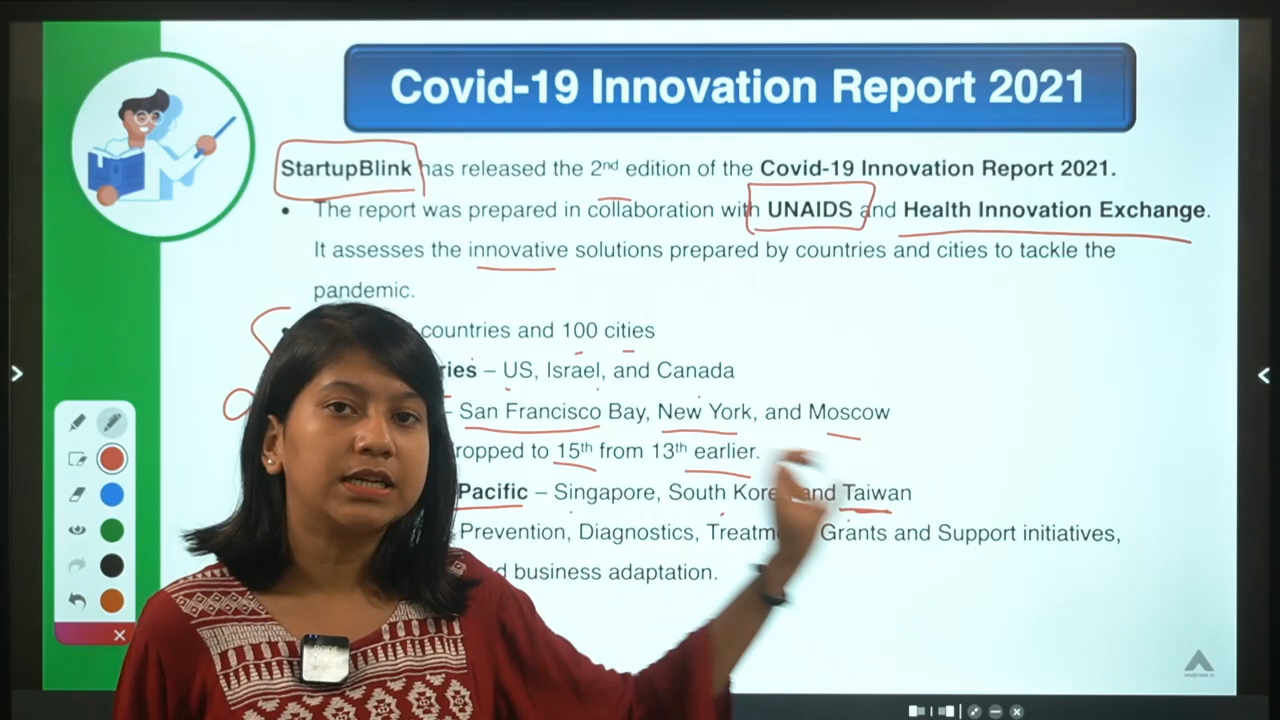 Covid-19 Innovation Report 2021
StartupBlink has released the 2nd edition of the Covid-19 Innovation Report 2021.
• The report was prepared in collaboration with UNAIDS and Health Innovation Exchange.
It assesses the innovative solutions prepared by countries and cities to tackle the
pandemic.
countries and 100 cities
ries – US, Israel, and Canada
– San Francisco Bay, New York, and Moscow
ropped to 15th from 13th earlier.
Pacific – Singapore, South Kore and Taiwan
Prevention, Diagnostics, Treatm Grants and Support initiatives,
d business adaptation.